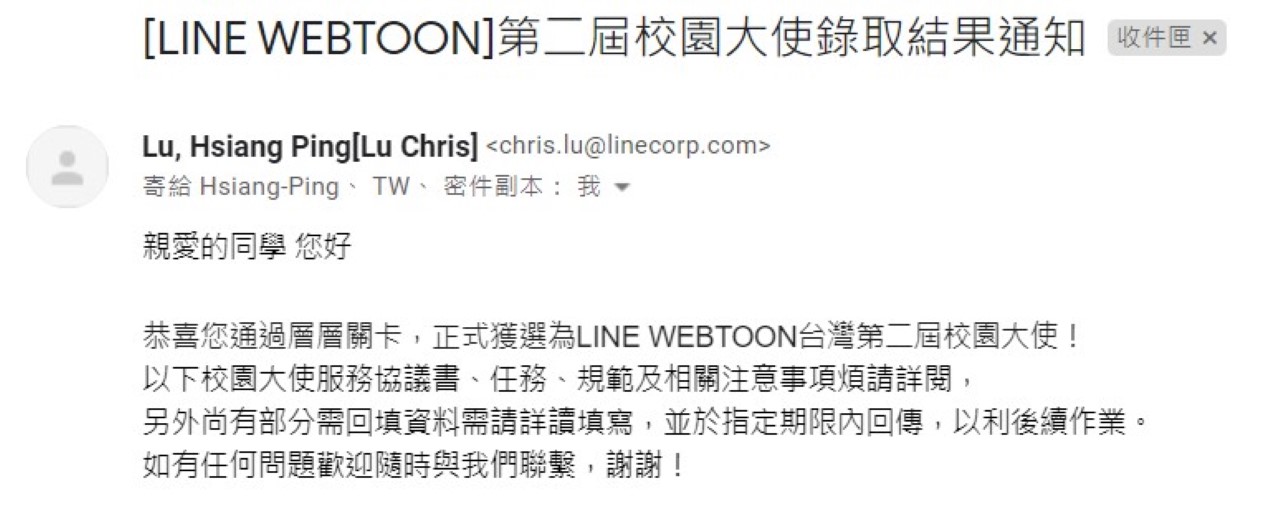 [LINE WEBTOON]第二屆校園大使錄取結果通知 收件匣 ×
Lu, Hsiang Ping[Lu Chris] <chris.lu@linecorp.com>
寄給 Hsiang-Ping、 TW、 密件副本： 我
親愛的同學 您好
恭喜您通過層層關卡，正式獲選為LINE WEBTOON台灣第二屆校園大使！
以下校園大使服務協議書、任務、規範及相關注意事項煩請詳閱，
另外尚有部分需回填資料需請詳讀填寫，並於指定期限內回傳，以利後續作業。
如有任何問題歡迎隨時與我們聯繫，謝謝！